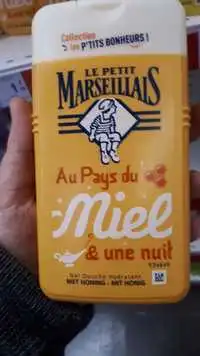 Collection
les P'TITS BONHEURS !
LE PETIT
MARSEILLAIS
Au Pays du
Miel
& une nuit
Gel Douche Hydratant
MET HONING - MIT HONIG